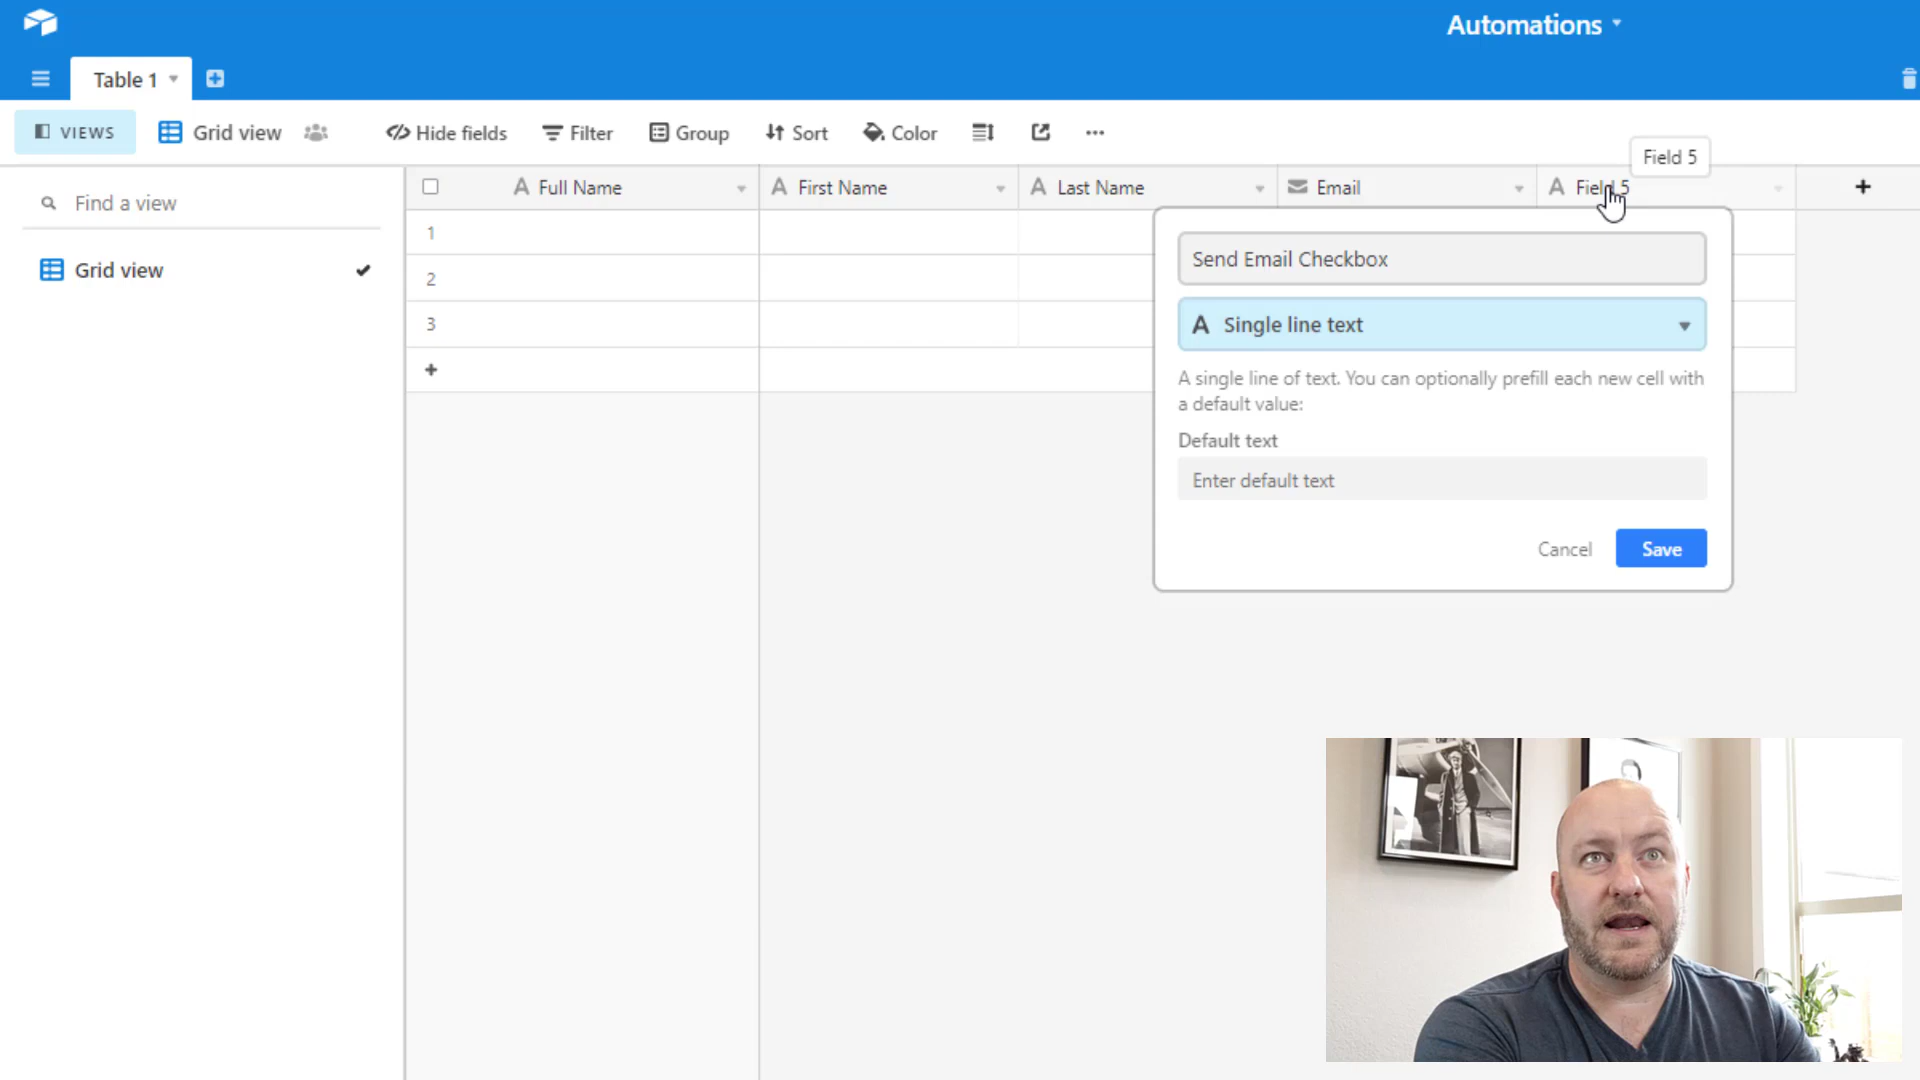 Automations
Table 1
VIEWS
Grid view
Hide fields
Filter
Group
Sort
Color
Field 5
Find a view
Full Name
First Name
Last Name
Email
Field 5
Grid view
1
2
3
Send Email Checkbox
Single line text
A single line of text. You can optionally prefill each new cell with
a default value:
Default text
Enter default text
Cancel
Save